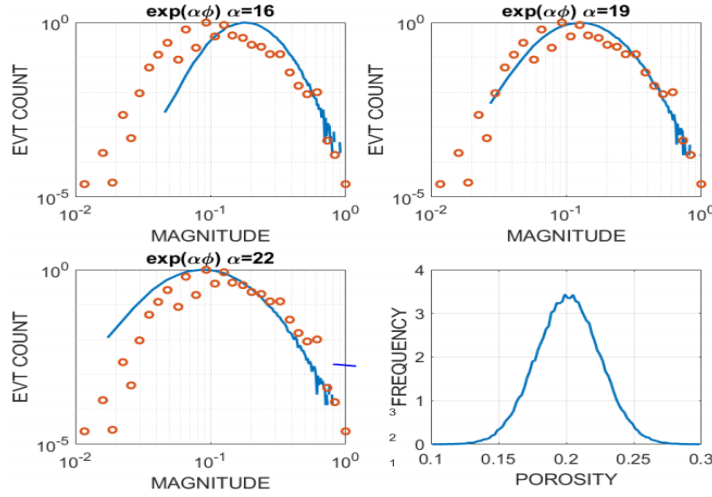 exp(αϕ) α=16
10^0
EVT COUNT
10^-5
10^-2
10^-1
10^0
MAGNITUDE
exp(αϕ) α=19
10^0
EVT COUNT
10^-5
10^-2
10^-1
10^0
MAGNITUDE
exp(αϕ) α=22
10^0
EVT COUNT
10^-5
10^-2
10^-1
10^0
MAGNITUDE
4
3
2
1
0
FREQUENCY
3
2
1
0.1
0.15
0.2
0.25
0.3
POROSITY